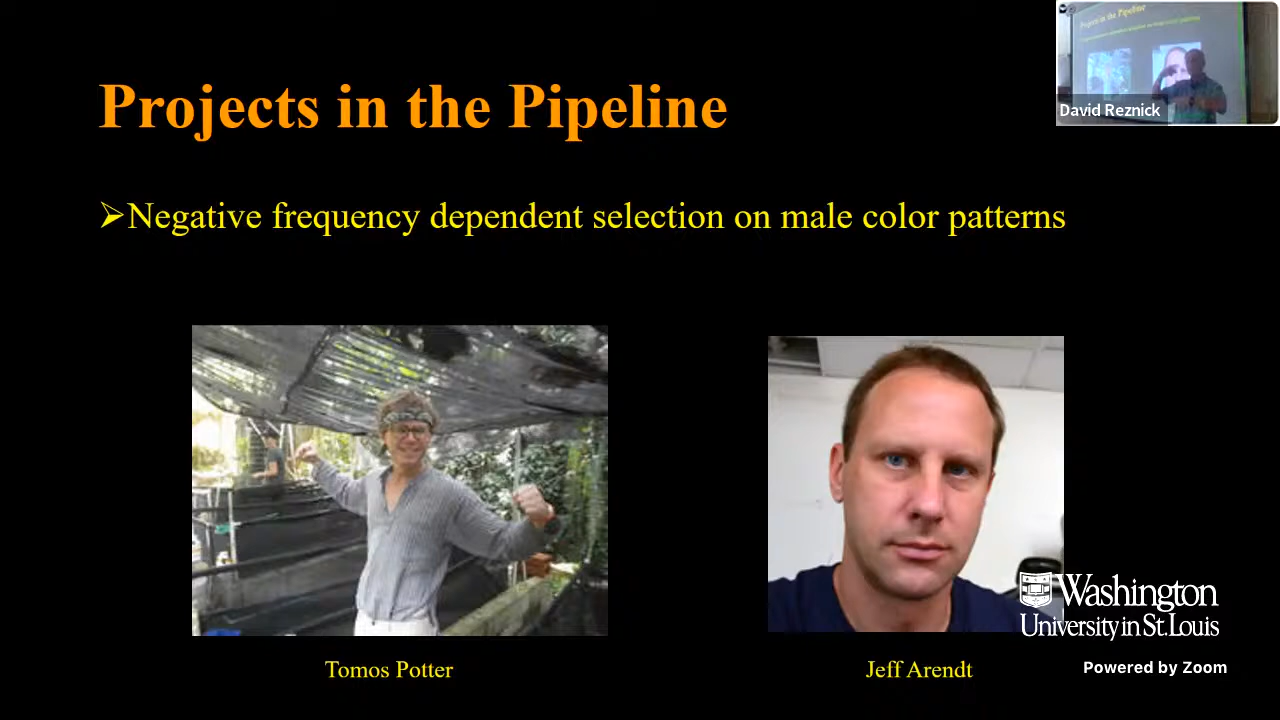 Projects in the Pipeline
David Reznick
➢Negative frequency dependent selection on male color patterns
Washington
University in St. Louis
Tomos Potter
Jeff Arendt
Powered by Zoom